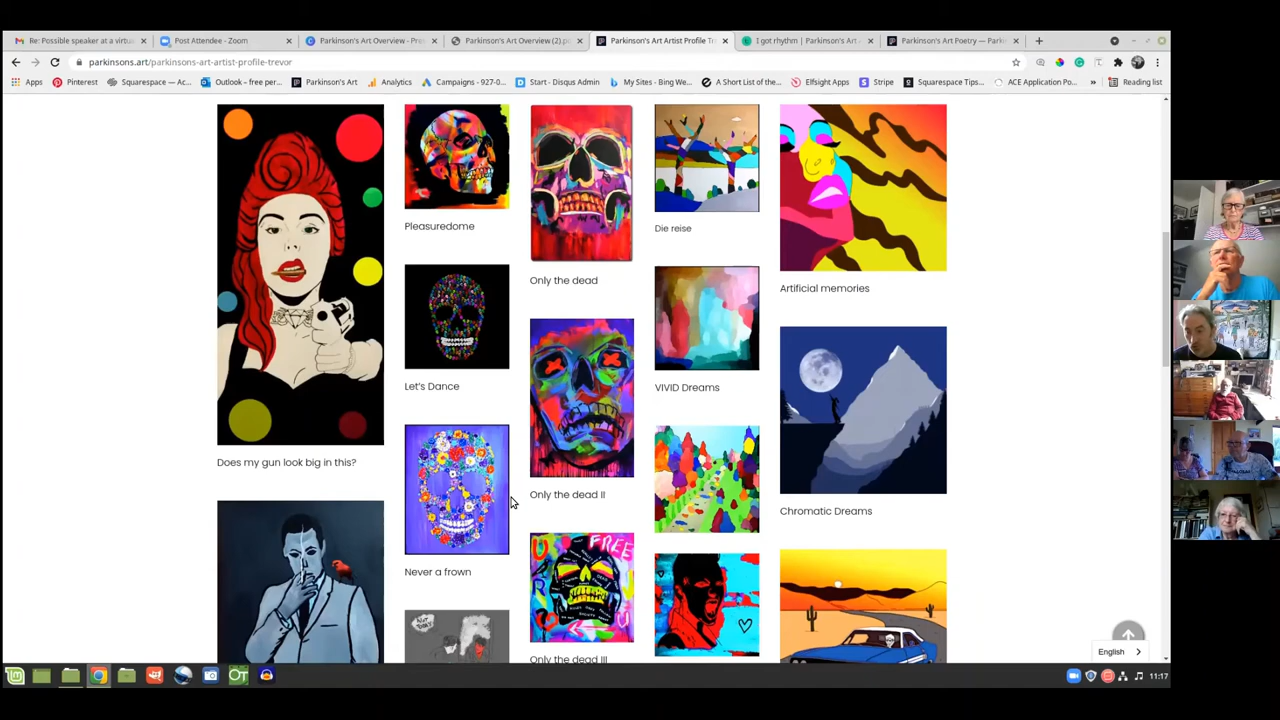 Re: Possible speaker at a virtua
Post Attendee - Zoom
Parkinson's Art Overview - Pre
Parkinson's Art Overview (2).p
Parkinson's Art Artist Profile Tre
I got rhythm | Parkinson's Art
Parkinson's Art Poetry — Parki
parkinsons.art/parkinsons-art-artist-profile-trevor
Apps
Pinterest
Squarespace — Ac...
Outlook – free per...
Parkinson's Art
Analytics
Campaigns - 927-0...
Start - Disqus Admin
My Sites - Bing We...
A Short List of the...
Elfsight Apps
Stripe
Squarespace Tips...
ACE Application Po...
Reading list
Does my gun look big in this?
Pleasuredome
Let's Dance
Never a frown
NOT TODAY
Only the dead
Only the dead II
FREE
Only the dead III
Die reise
VIVID Dreams
Artificial memories
Chromatic Dreams
English
11:17